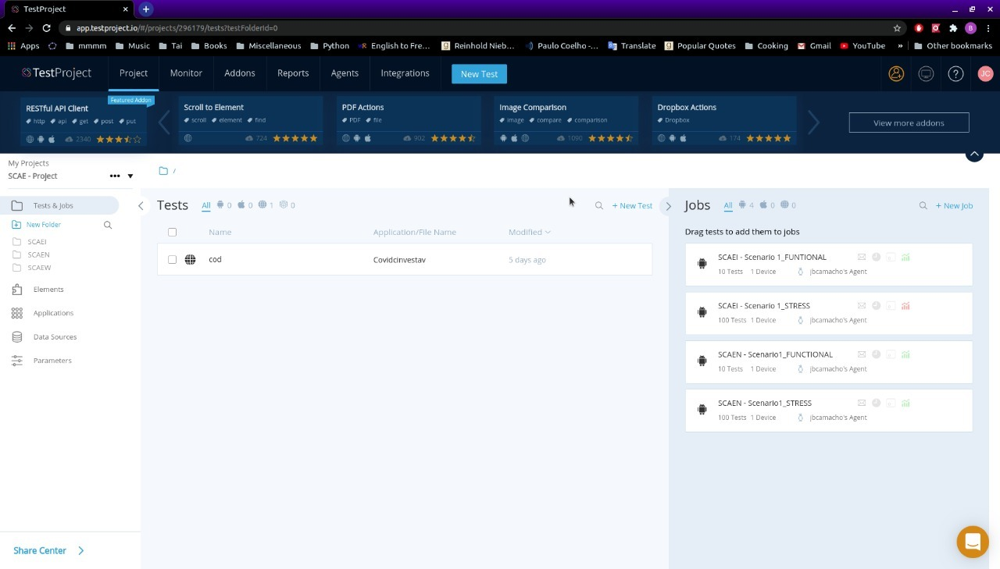 TestProject
app.testproject.io/#/projects/296179/tests?testFolderId=0
Apps mmmm Music Tai Books Miscellaneous Python English to Fre... Reinhold Nieb... Paulo Coelho -... Translate Popular Quotes Cooking Gmail YouTube » Other bookmarks
B
TestProject Project Monitor Addons Reports Agents Integrations New Test ? JC
Featured Addon
RESTful API Client
http api get post put
2340
Scroll to Element
scroll element find
724
PDF Actions
PDF file
902
Image Comparison
image compare comparison
1090
Dropbox Actions
Dropbox
174
View more addons
My Projects
SCAE - Project
Tests & Jobs
New Folder
SCAEI
SCAEN
SCAEW
Elements
Applications
Data Sources
Parameters
Share Center
/
Tests All 0 0 1 0 + New Test
Name Application/File Name Modified
cod Covidcinvestav 5 days ago
Jobs All 4 0 0 + New Job
Drag tests to add them to jobs
SCAEI - Scenario 1_FUNTIONAL
10 Tests 1 Device jbcamacho's Agent
SCAEI - Scenario 1_STRESS
100 Tests 1 Device jbcamacho's Agent
SCAEN - Scenario1_FUNCTIONAL
10 Tests 1 Device jbcamacho's Agent
SCAEN - Scenario1_STRESS
100 Tests 1 Device jbcamacho's Agent